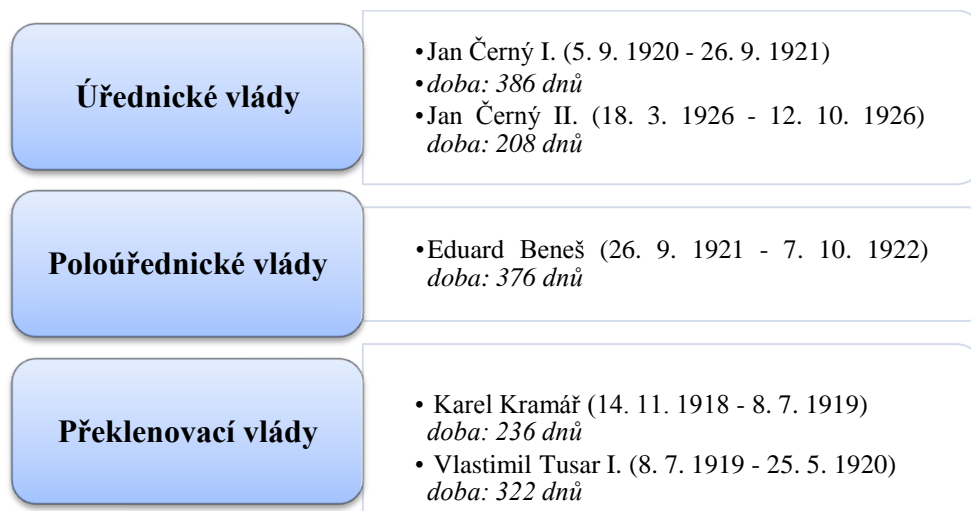 Úřednické vlády
•Jan Černý I. (5. 9. 1920 - 26. 9. 1921)
•doba: 386 dnů
•Jan Černý II. (18. 3. 1926 - 12. 10. 1926)
doba: 208 dnů
Poloúřednické vlády
•Eduard Beneš (26. 9. 1921 - 7. 10. 1922)
doba: 376 dnů
Překlenovací vlády
• Karel Kramář (14. 11. 1918 - 8. 7. 1919)
doba: 236 dnů
• Vlastimil Tusar I. (8. 7. 1919 - 25. 5. 1920)
doba: 322 dnů